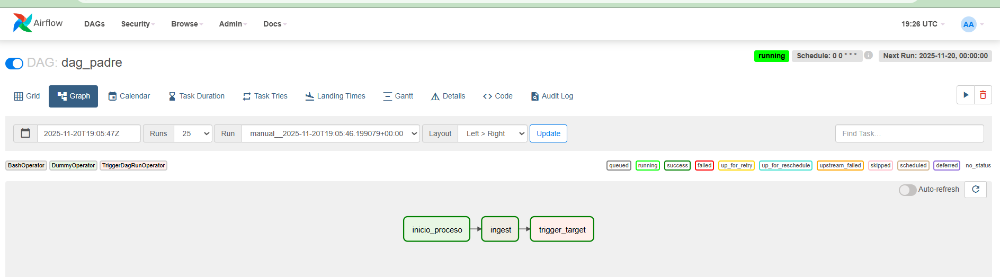 Airflow DAGs Security Browse Admin Docs 19:26 UTC AA
DAG: dag_padre running Schedule: 0 0 * * * i Next Run: 2025-11-20, 00:00:00
Grid Graph Calendar Task Duration Task Tries Landing Times Gantt Details Code Audit Log
2025-11-20T19:05:47Z Runs 25 Run manual__2025-11-20T19:05:46.199079+00:00 Layout Left > Right Update Find Task...
BashOperator DummyOperator TriggerDagRunOperator queued running success failed up_for_retry up_for_reschedule upstream_failed skipped scheduled deferred no_status
Auto-refresh
inicio_proceso ingest trigger_target